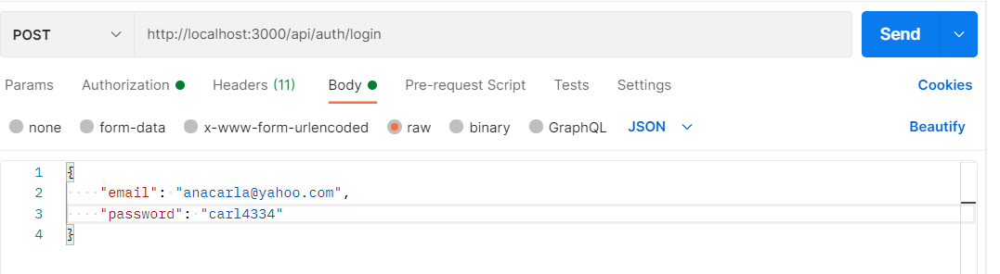 POST http://localhost:3000/api/auth/login Send
Params Authorization Headers (11) Body Pre-request Script Tests Settings Cookies
none form-data x-www-form-urlencoded raw binary GraphQL JSON Beautify
1 {
2 "email": "anacarla@yahoo.com",
3 "password": "carl4334"
4 }